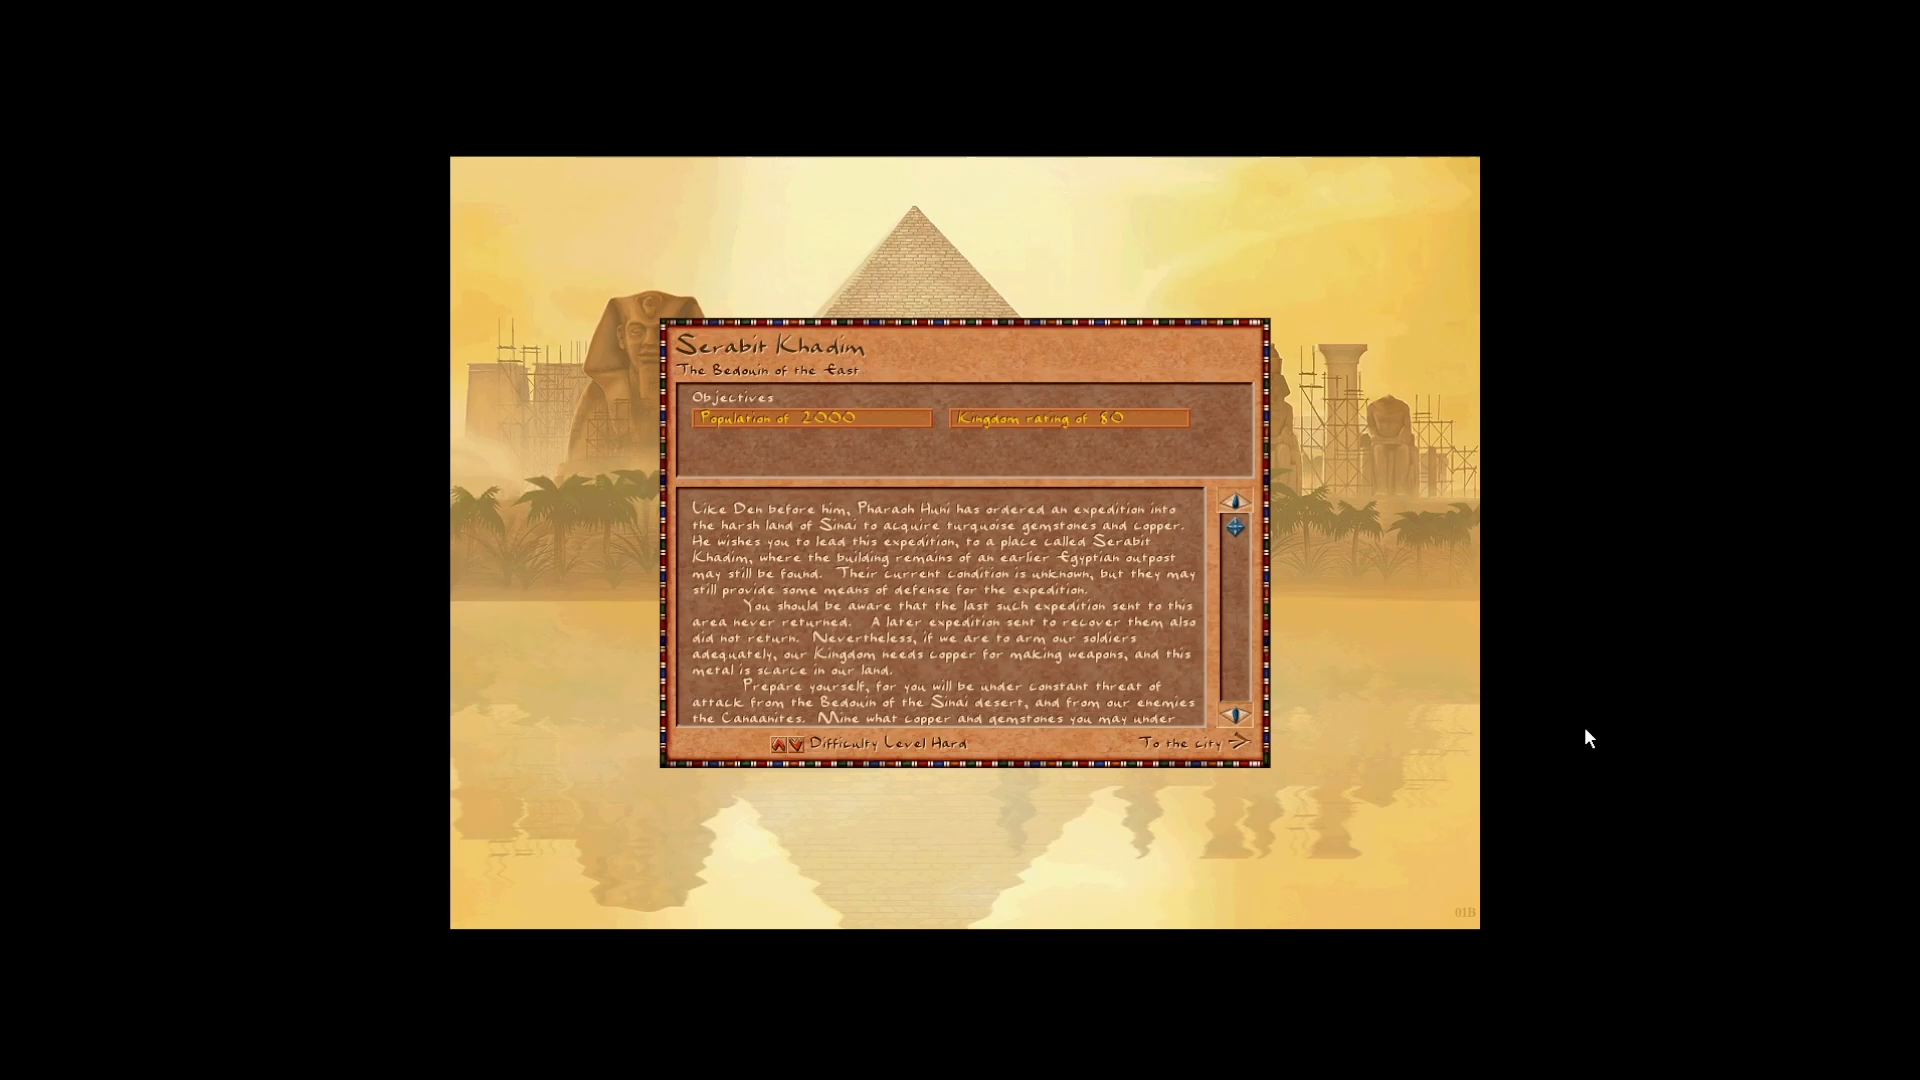 Serabit Khadim
The Bedouin of the East
Objectives
Population of 2000
Kingdom rating of 80
Like Den before him, Pharaoh Huni has ordered an expedition into
the harsh land of Sinai to acquire turquoise gemstones and copper.
He wishes you to lead this expedition, to a place called Serabit
Khadim, where the building remains of an earlier Egyptian outpost
may still be found. Their current condition is unknown, but they may
still provide some means of defense for the expedition.
You should be aware that the last such expedition sent to this
area never returned. A later expedition sent to recover them also
did not return. Nevertheless, if we are to arm our soldiers
adequately, our Kingdom needs copper for making weapons, and this
metal is scarce in our land.
Prepare yourself, for you will be under constant threat of
attack from the Bedouin of the Sinai desert, and from our enemies
the Canaanites. Mine what copper and gemstones you may under
Difficulty Level Hard
To the city
01B